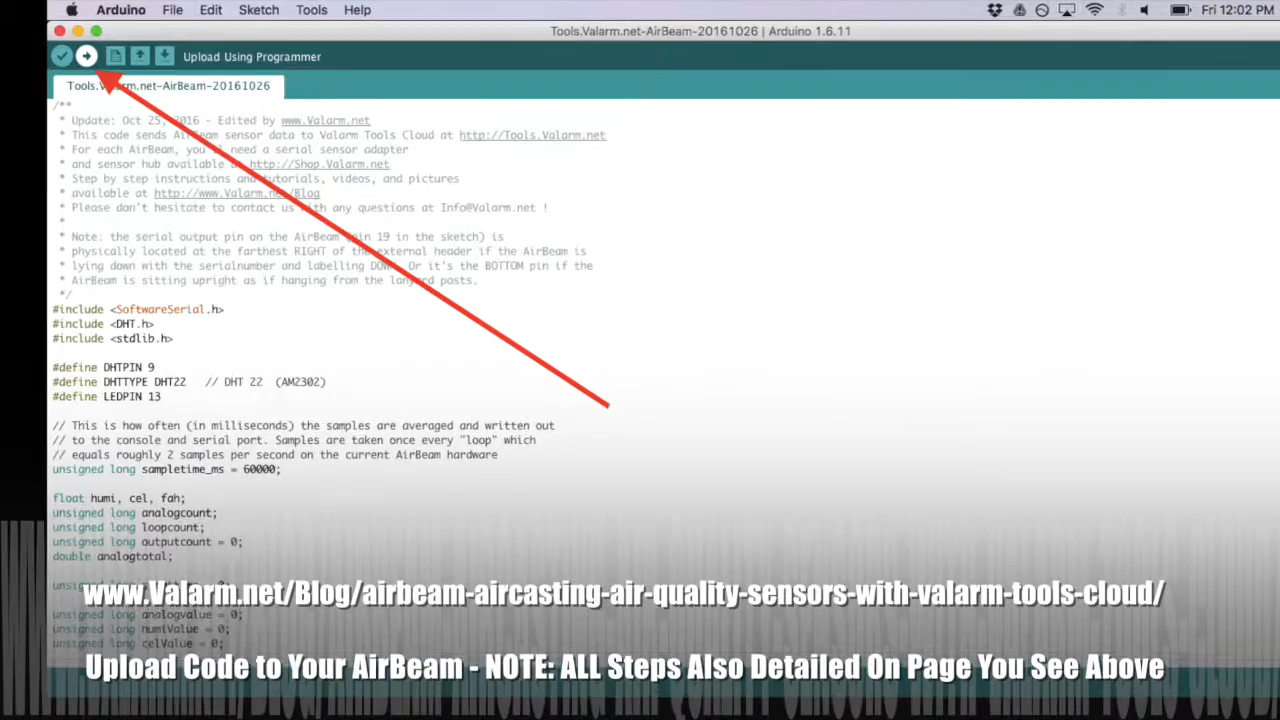 Arduino File Edit Sketch Tools Help Fri 12:02 PM
Tools.Valarm.net-AirBeam-20161026 | Arduino 1.6.11
Upload Using Programmer
Tools.Valarm.net-AirBeam-20161026
/**
* Update: Oct 25, 2016 - Edited by www.Valarm.net
* This code sends AirBeam sensor data to Valarm Tools Cloud at http://Tools.Valarm.net
* For each AirBeam, you'll need a serial sensor adapter
* and sensor hub available at http://Shop.Valarm.net
* Step by step instructions and tutorials, videos, and pictures
* available at http://www.Valarm.net/Blog
* Please don't hesitate to contact us with any questions at Info@Valarm.net !
*
* Note: the serial output pin on the AirBeam (pin 19 in the sketch) is
* physically located at the farthest RIGHT of the external header if the AirBeam is
* lying down with the serialnumber and labelling DOWN. Or it's the BOTTOM pin if the
* AirBeam is sitting upright as if hanging from the lanyard posts.
*/
#include <SoftwareSerial.h>
#include <DHT.h>
#include <stdlib.h>
#define DHTPIN 9
#define DHTTYPE DHT22 // DHT 22 (AM2302)
#define LEDPIN 13
// This is how often (in milliseconds) the samples are averaged and written out
// to the console and serial port. Samples are taken once every "loop" which
// equals roughly 2 samples per second on the current AirBeam hardware
unsigned long sampletime_ms = 60000;
float humi, cel, fah;
unsigned long analogcount;
unsigned long loopcount;
unsigned long outputcount = 0;
double analogtotal;
www.Valarm.net/Blog/airbeam-aircasting-air-quality-sensors-with-valarm-tools-cloud/
unsigned long analogvalue = 0;
unsigned long humiValue = 0;
unsigned long celValue = 0;
Upload Code to Your AirBeam - NOTE: ALL Steps Also Detailed On Page You See Above